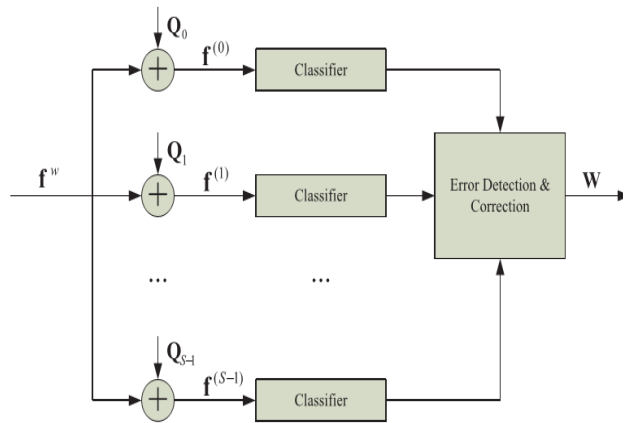 Q₀
+
f⁽⁰⁾
Classifier
Q₁
fʷ
+
f⁽¹⁾
Classifier
Error Detection &
Correction
W
... ...
Q_{S-1}
+
f^{(S-1)}
Classifier